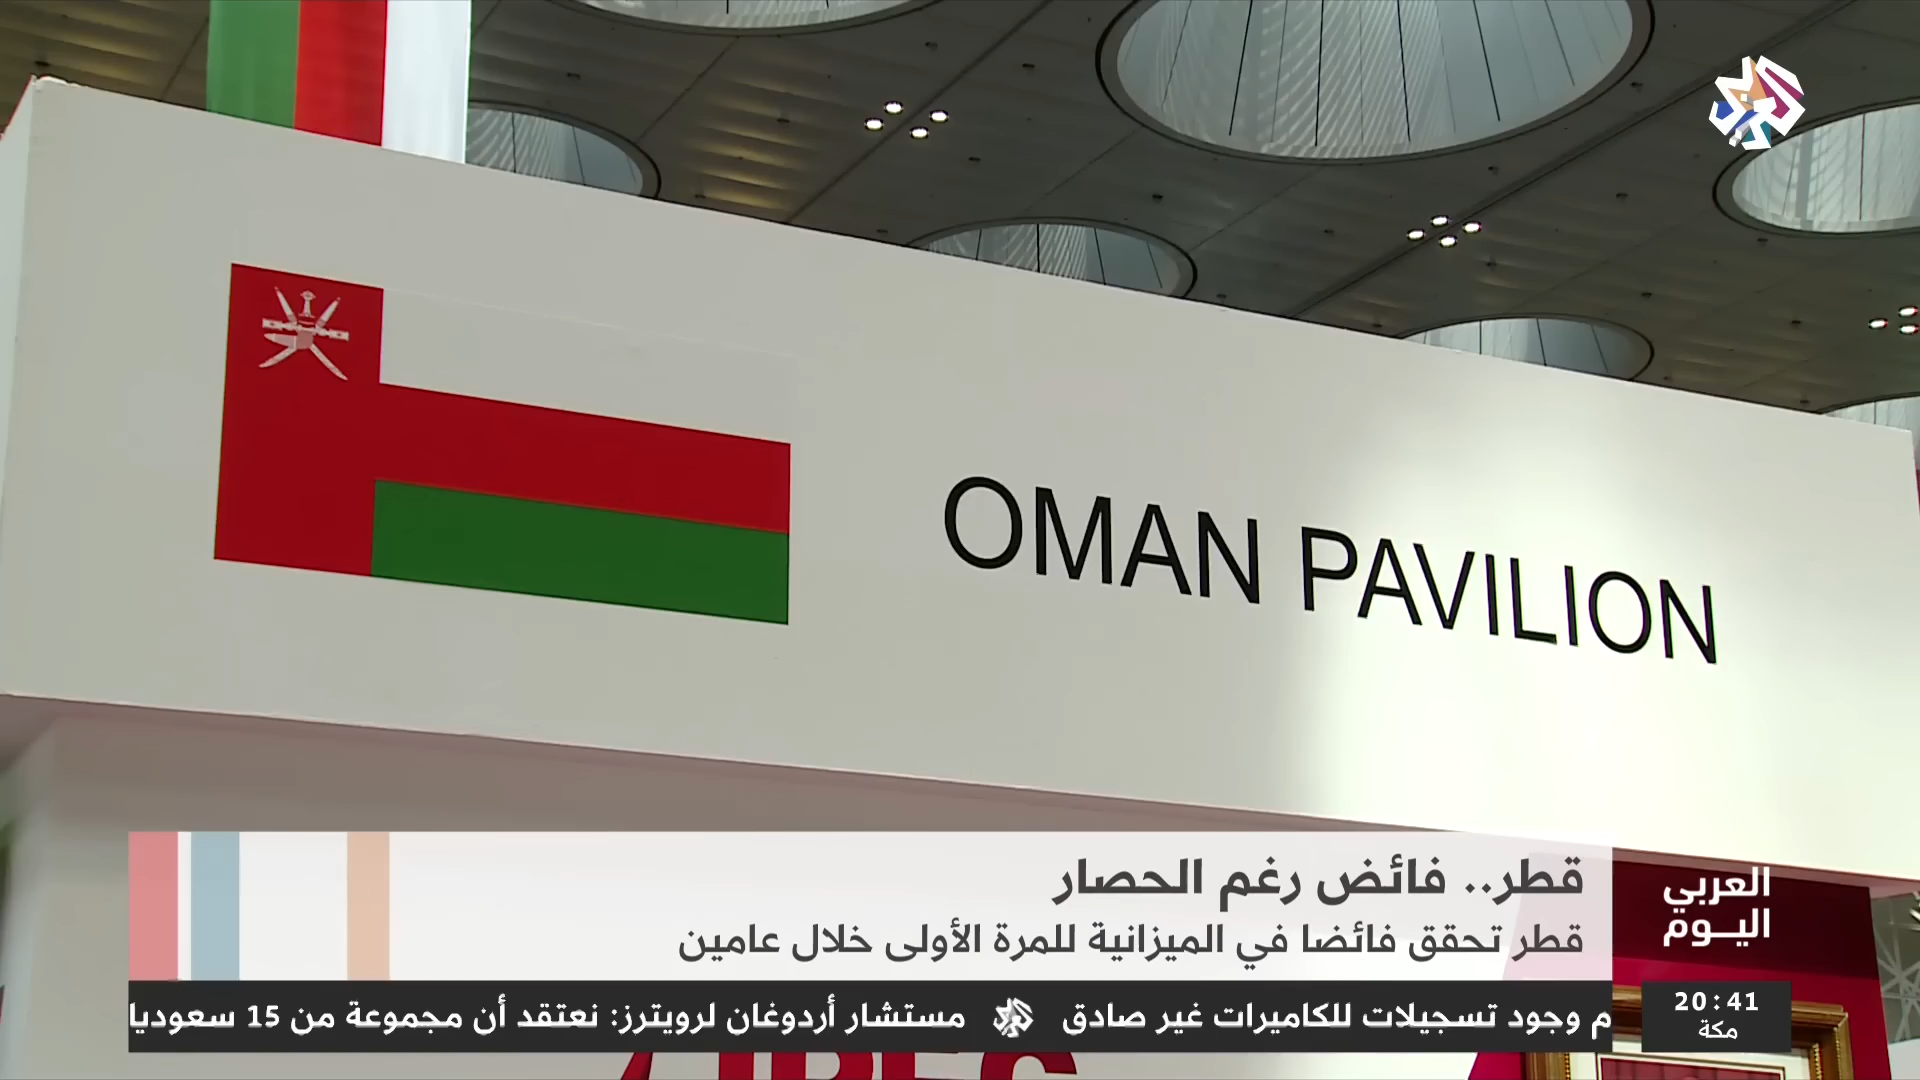 OMAN PAVILION
قطر.. فائض رغم الحصار
قطر تحقق فائضا في الميزانية للمرة الأولى خلال عامين
العربي
اليوم
م وجود تسجيلات للكاميرات غير صادق
مستشار أردوغان لرويترز: نعتقد أن مجموعة من 15 سعوديا
20:41
مكة